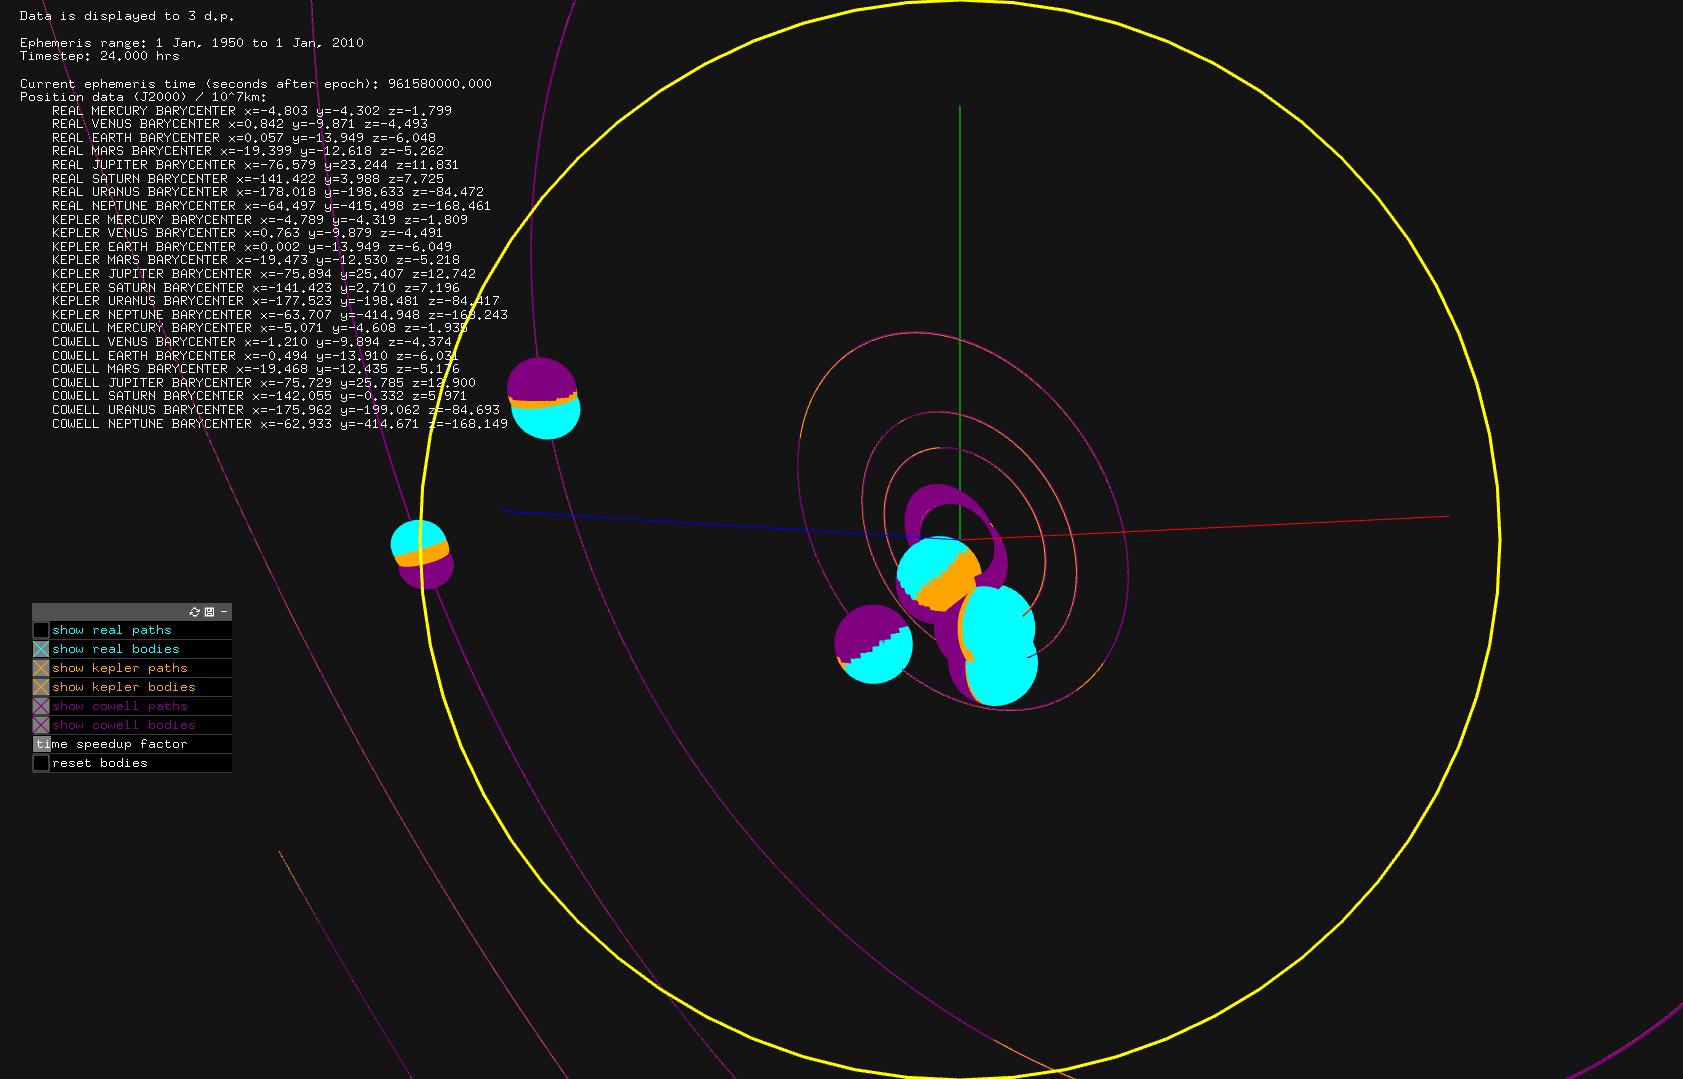 Data is displayed to 3 d.p.
Ephemeris range: 1 Jan, 1950 to 1 Jan, 2010
Timestep: 24.000 hrs
Current ephemeris time (seconds after epoch): 961580000.000
Position data (J2000) / 10^7km:
REAL MERCURY BARYCENTER x=-4.803 y=-4.302 z=-1.799
REAL VENUS BARYCENTER x=0.842 y=-9.871 z=-4.493
REAL EARTH BARYCENTER x=0.057 y=-13.949 z=-6.048
REAL MARS BARYCENTER x=-19.399 y=-12.618 z=-5.262
REAL JUPITER BARYCENTER x=-76.579 y=23.244 z=11.831
REAL SATURN BARYCENTER x=-141.422 y=3.988 z=7.725
REAL URANUS BARYCENTER x=-178.018 y=-198.633 z=-84.472
REAL NEPTUNE BARYCENTER x=-64.497 y=-415.498 z=-168.461
KEPLER MERCURY BARYCENTER x=-4.789 y=-4.319 z=-1.809
KEPLER VENUS BARYCENTER x=0.763 y=-9.879 z=-4.491
KEPLER EARTH BARYCENTER x=0.002 y=-13.949 z=-6.049
KEPLER MARS BARYCENTER x=-19.473 y=-12.530 z=-5.218
KEPLER JUPITER BARYCENTER x=-75.894 y=25.407 z=12.742
KEPLER SATURN BARYCENTER x=-141.423 y=2.710 z=7.196
KEPLER URANUS BARYCENTER x=-177.523 y=-198.481 z=-84.417
KEPLER NEPTUNE BARYCENTER x=-63.707 y=-414.948 z=-168.243
COWELL MERCURY BARYCENTER x=-5.071 y=-4.608 z=-1.935
COWELL VENUS BARYCENTER x=-1.210 y=-9.894 z=-4.374
COWELL EARTH BARYCENTER x=-0.494 y=-13.910 z=-6.031
COWELL MARS BARYCENTER x=-19.468 y=-12.435 z=-5.176
COWELL JUPITER BARYCENTER x=-75.729 y=25.785 z=12.900
COWELL SATURN BARYCENTER x=-142.055 y=-0.332 z=5.971
COWELL URANUS BARYCENTER x=-175.962 y=-199.062 z=-84.693
COWELL NEPTUNE BARYCENTER x=-62.933 y=-414.671 z=-168.149
show real paths
show real bodies
show kepler paths
show kepler bodies
show cowell paths
show cowell bodies
time speedup factor
reset bodies